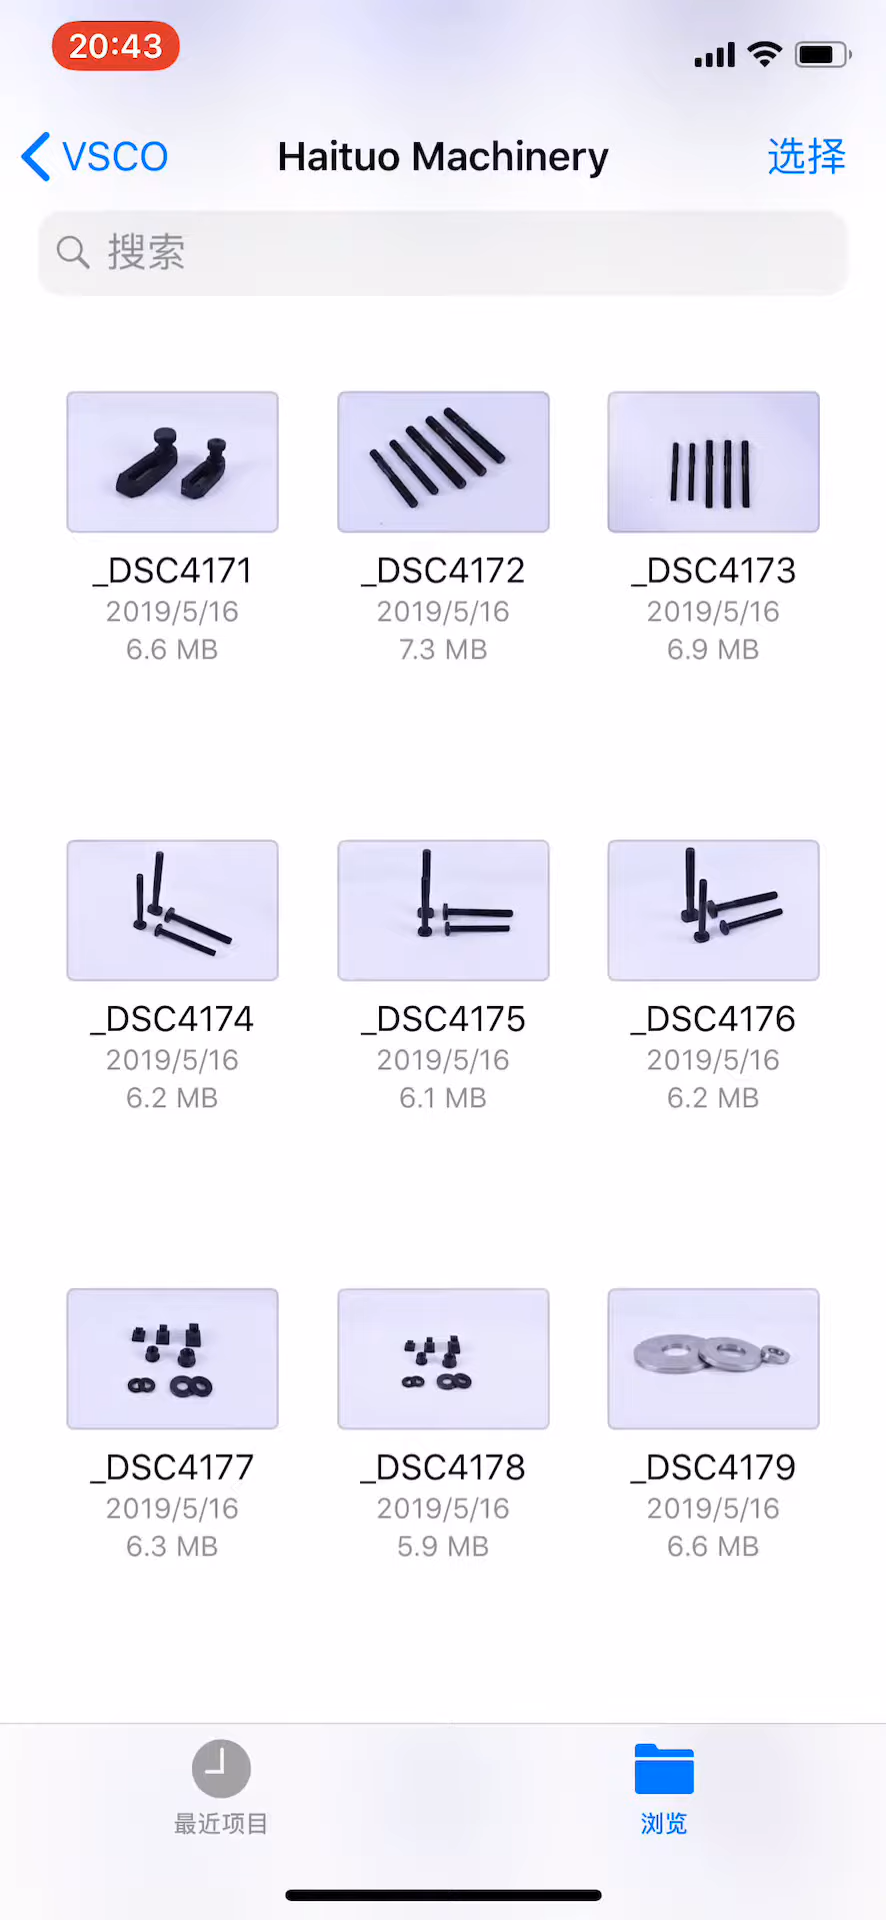 20:43
VSCO
Haituo Machinery
选择
搜索
_DSC4171
_DSC4172
_DSC4173
2019/5/16
2019/5/16
2019/5/16
6.6 MB
7.3 MB
6.9 MB
_DSC4174
_DSC4175
_DSC4176
2019/5/16
2019/5/16
2019/5/16
6.2 MB
6.1 MB
6.2 MB
_DSC4177
_DSC4178
_DSC4179
2019/5/16
2019/5/16
2019/5/16
6.3 MB
5.9 MB
6.6 MB
最近项目
浏览